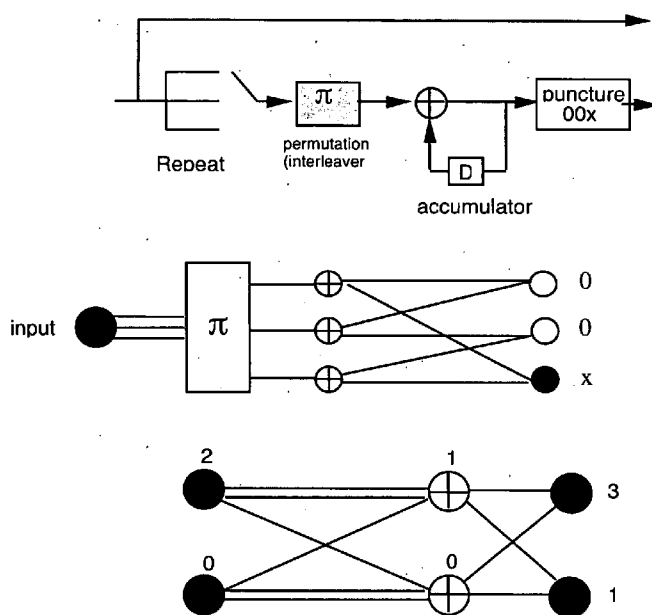 π
puncture
00x
permutation
(interleaver
Repeat
D
accumulator
0
input
π
0
x
2
1
3
0
0
1